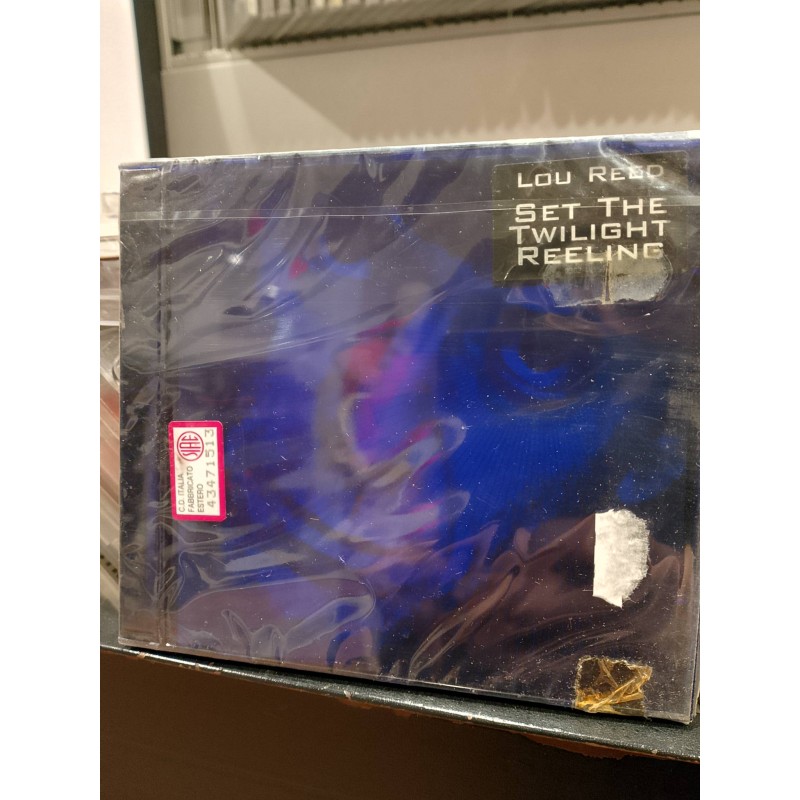 LOU REED
SET THE
TWILIGHT
REELING
C.D. ITALIA
FABBRICATO
ESTERO
43471513